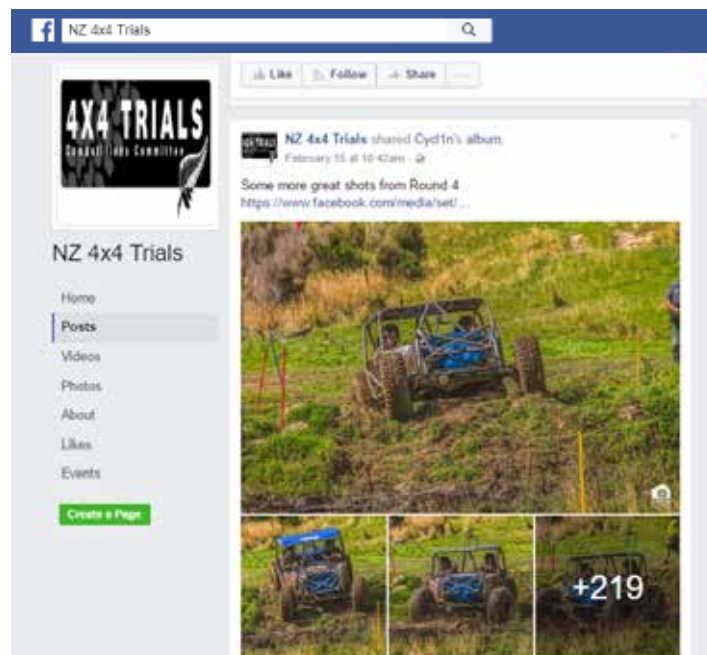 NZ 4x4 Trials
Like Follow Share
4X4 TRIALS
Committee
NZ 4x4 Trials
Home
Posts
Videos
Photos
About
Likes
Events
Create a Page
NZ 4x4 Trials shared Cyd1n's album
February 15 at 10:42am
Some more great shots from Round 4
https://www.facebook.com/media/set/...
+219